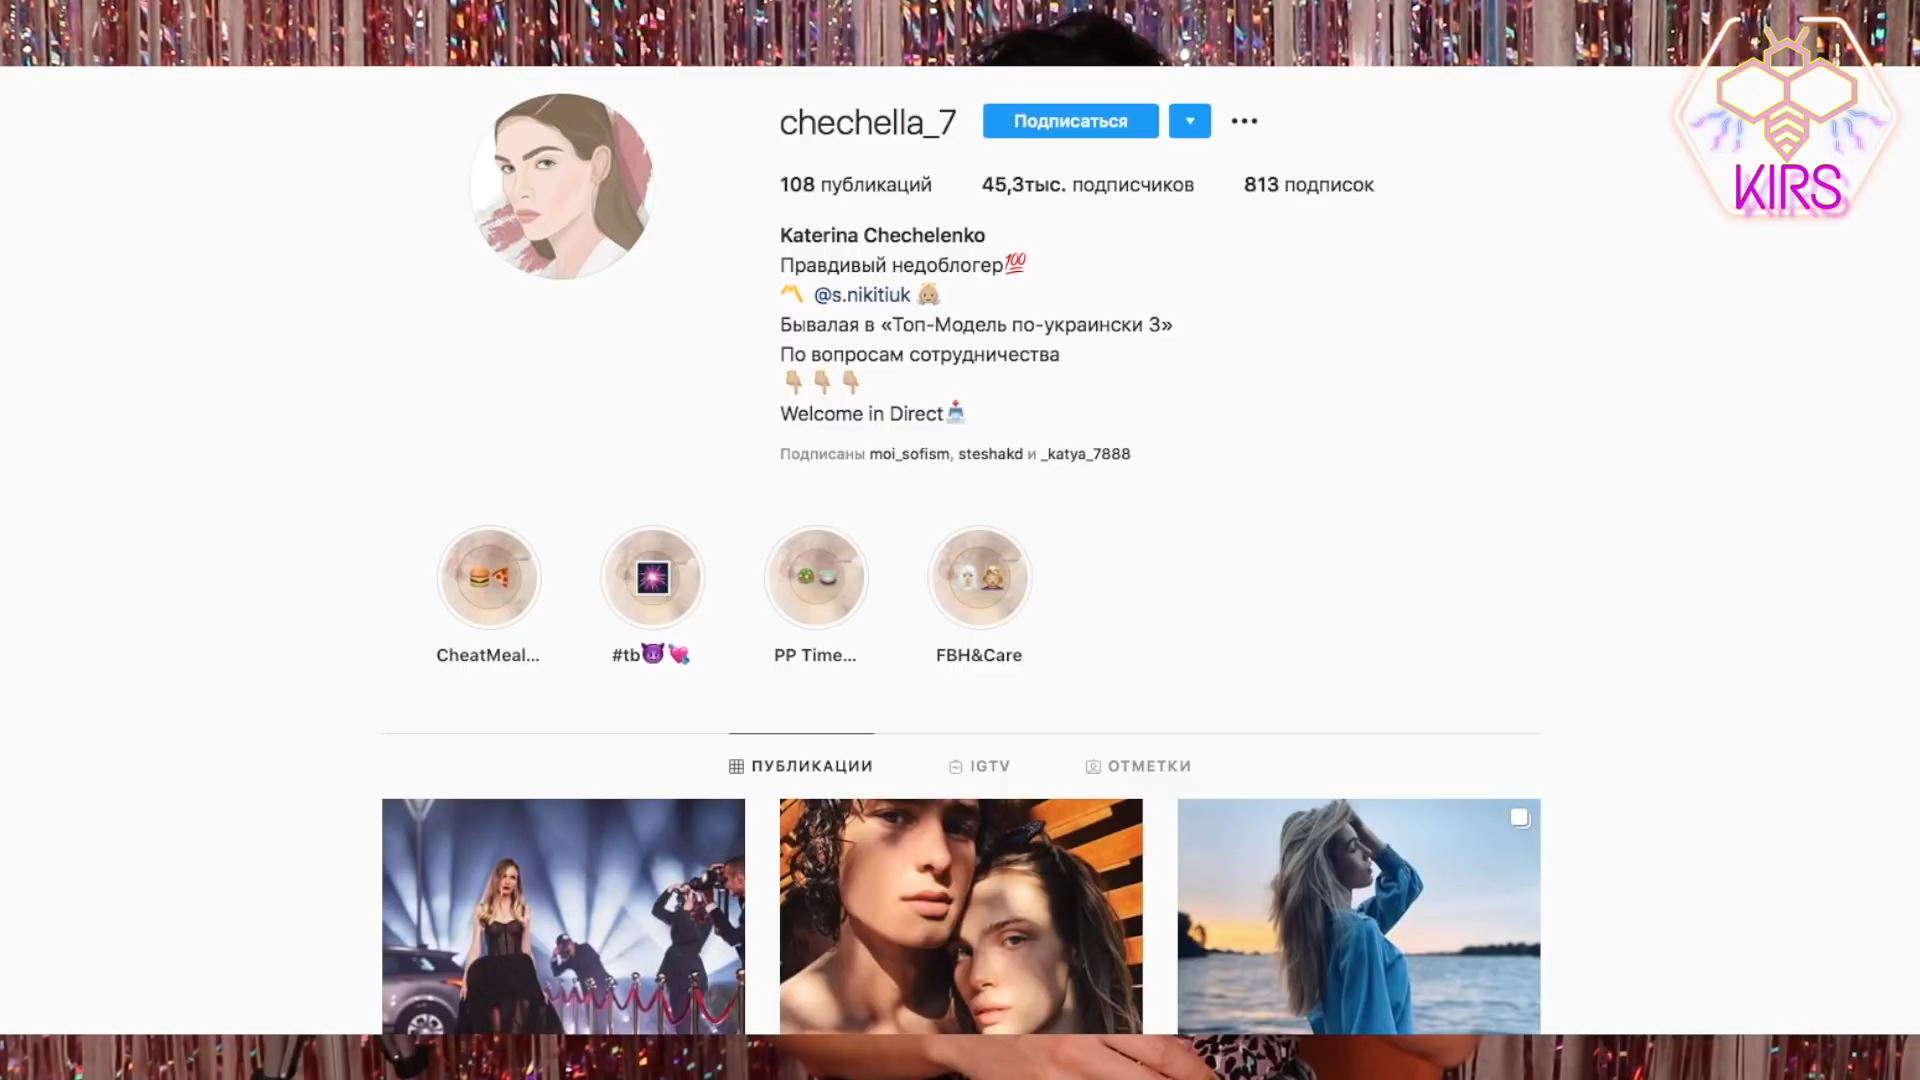 chechella_7 Подписаться
KIRS
108 публикаций 45,3тыс. подписчиков 813 подписок
Katerina Chechelenko
Правдивый недоблогер💯
〽️ @s.nikitiuk 👼🏼
Бывалая в «Топ-Модель по-украински 3»
По вопросам сотрудничества
👇🏼👇🏼👇🏼
Welcome in Direct📩
Подписаны moi_sofism, steshakd и _katya_7888
CheatMeal... #tb😈💘 PP Time... FBH&Care
ПУБЛИКАЦИИ IGTV ОТМЕТКИ